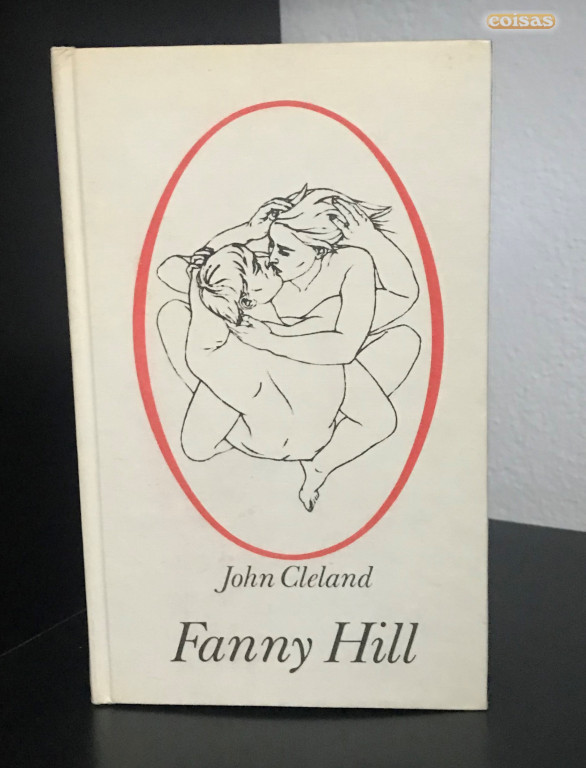 coisas
John Cleland
Fanny Hill